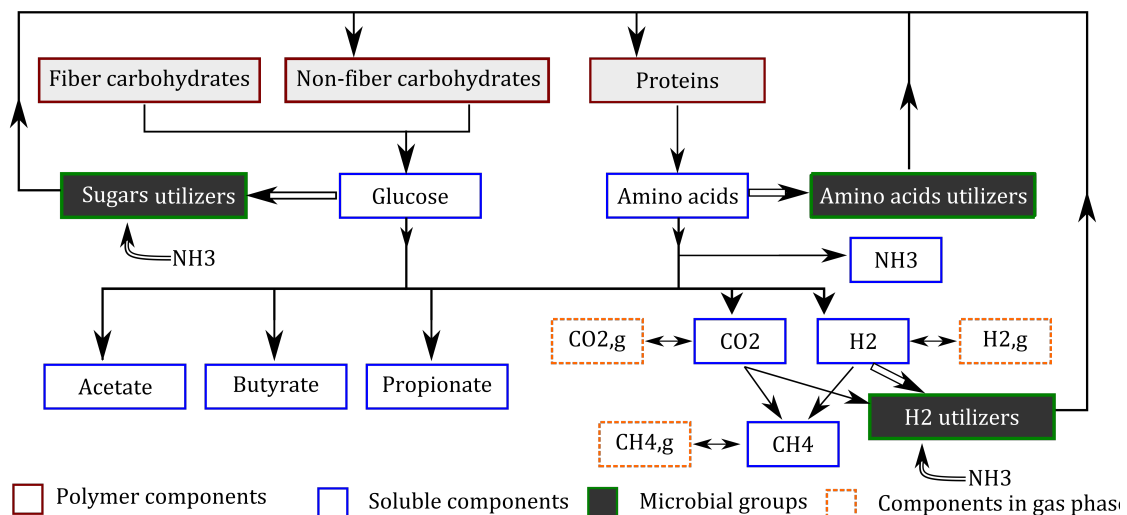 Fiber carbohydrates
Non-fiber carbohydrates
Proteins
Sugars utilizers
Glucose
Amino acids
Amino acids utilizers
NH3
NH3
CO2,g
CO2
H2
H2,g
Acetate
Butyrate
Propionate
H2 utilizers
CH4,g
CH4
NH3
Polymer components
Soluble components
Microbial groups
Components in gas phase